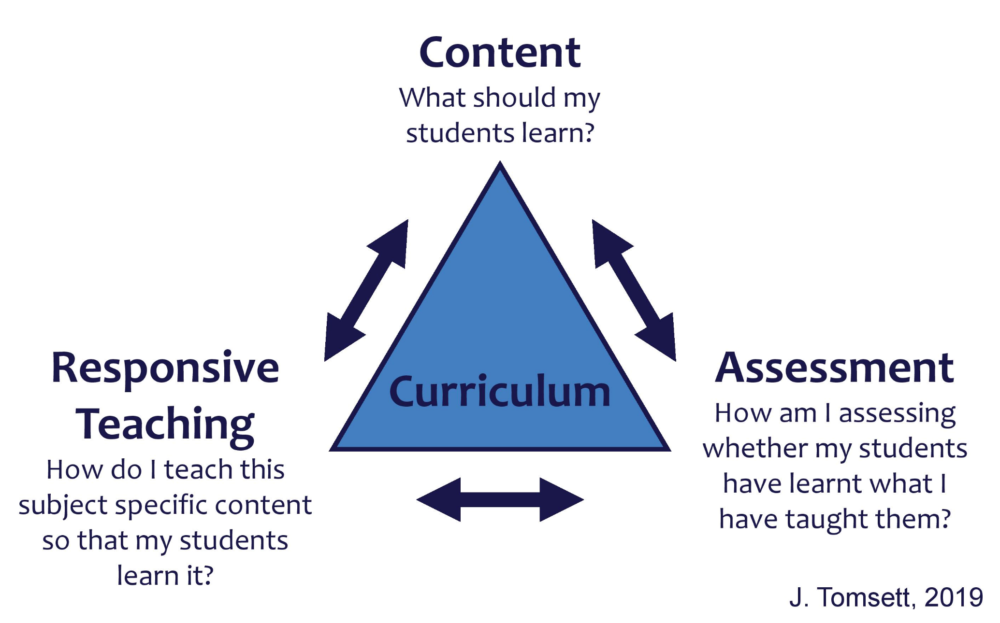 Content
What should my
students learn?
Responsive
Teaching
How do I teach this
subject specific content
so that my students
learn it?
Curriculum
Assessment
How am I assessing
whether my students
have learnt what I
have taught them?
J. Tomsett, 2019